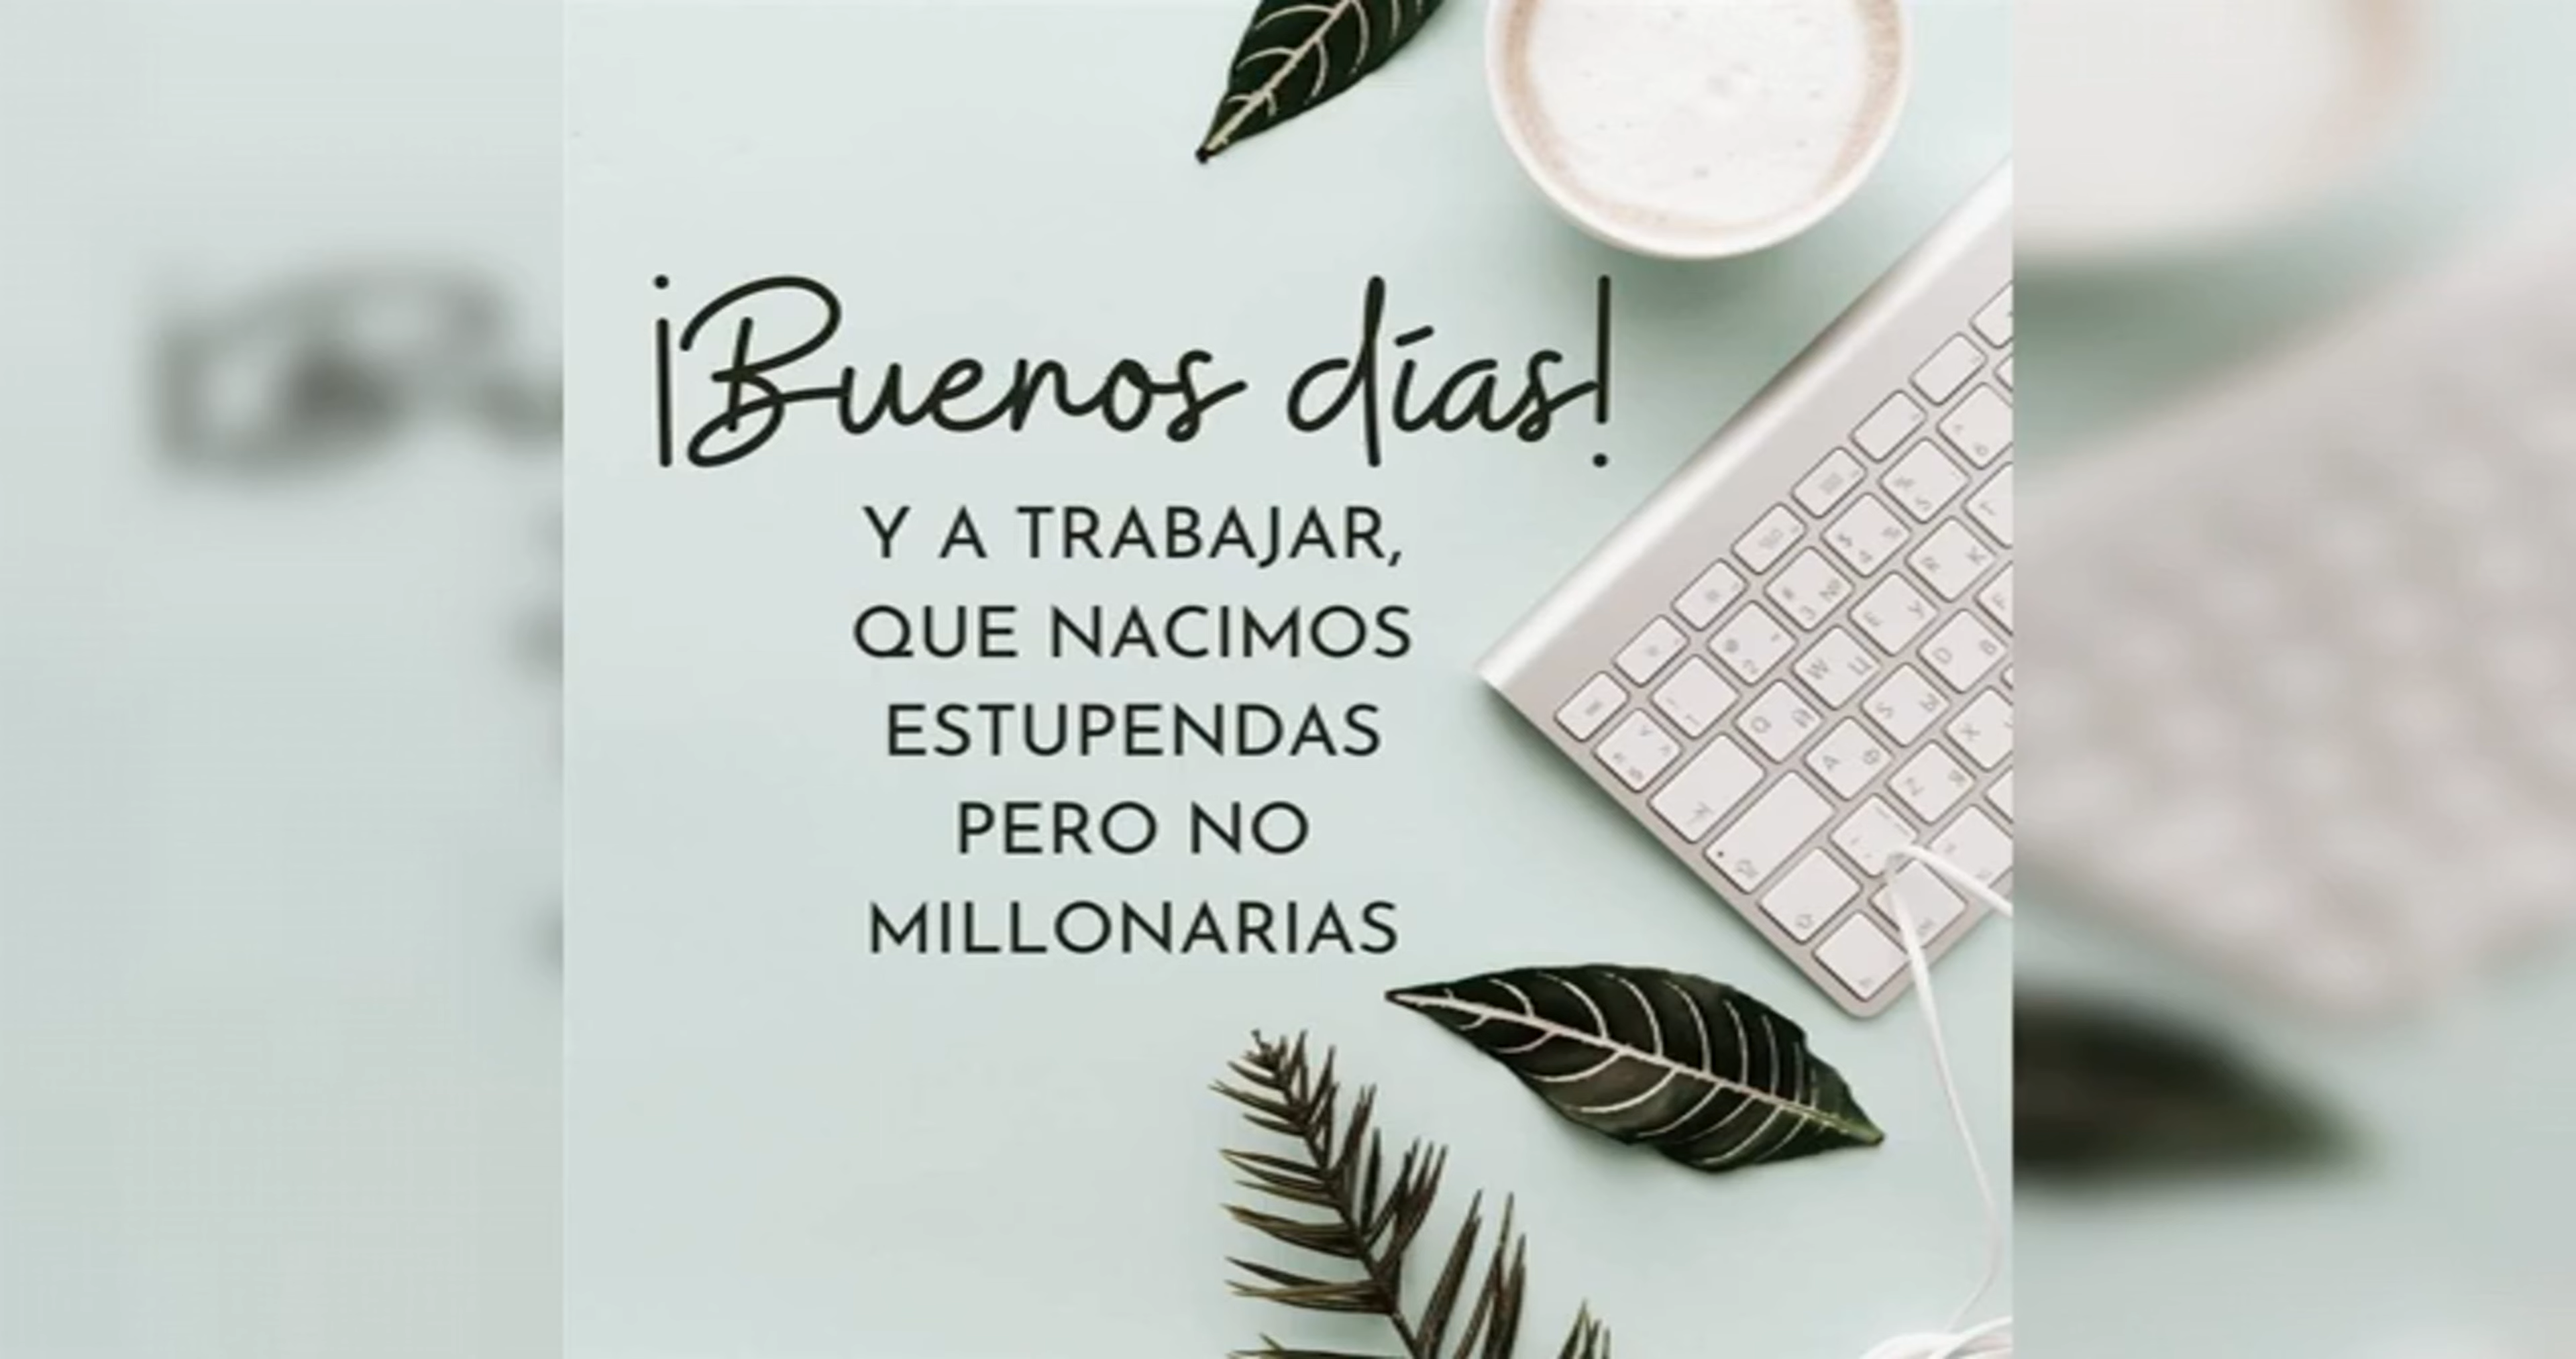 ¡Buenos días!
Y A TRABAJAR,
QUE NACIMOS
ESTUPENDAS
PERO NO
MILLONARIAS